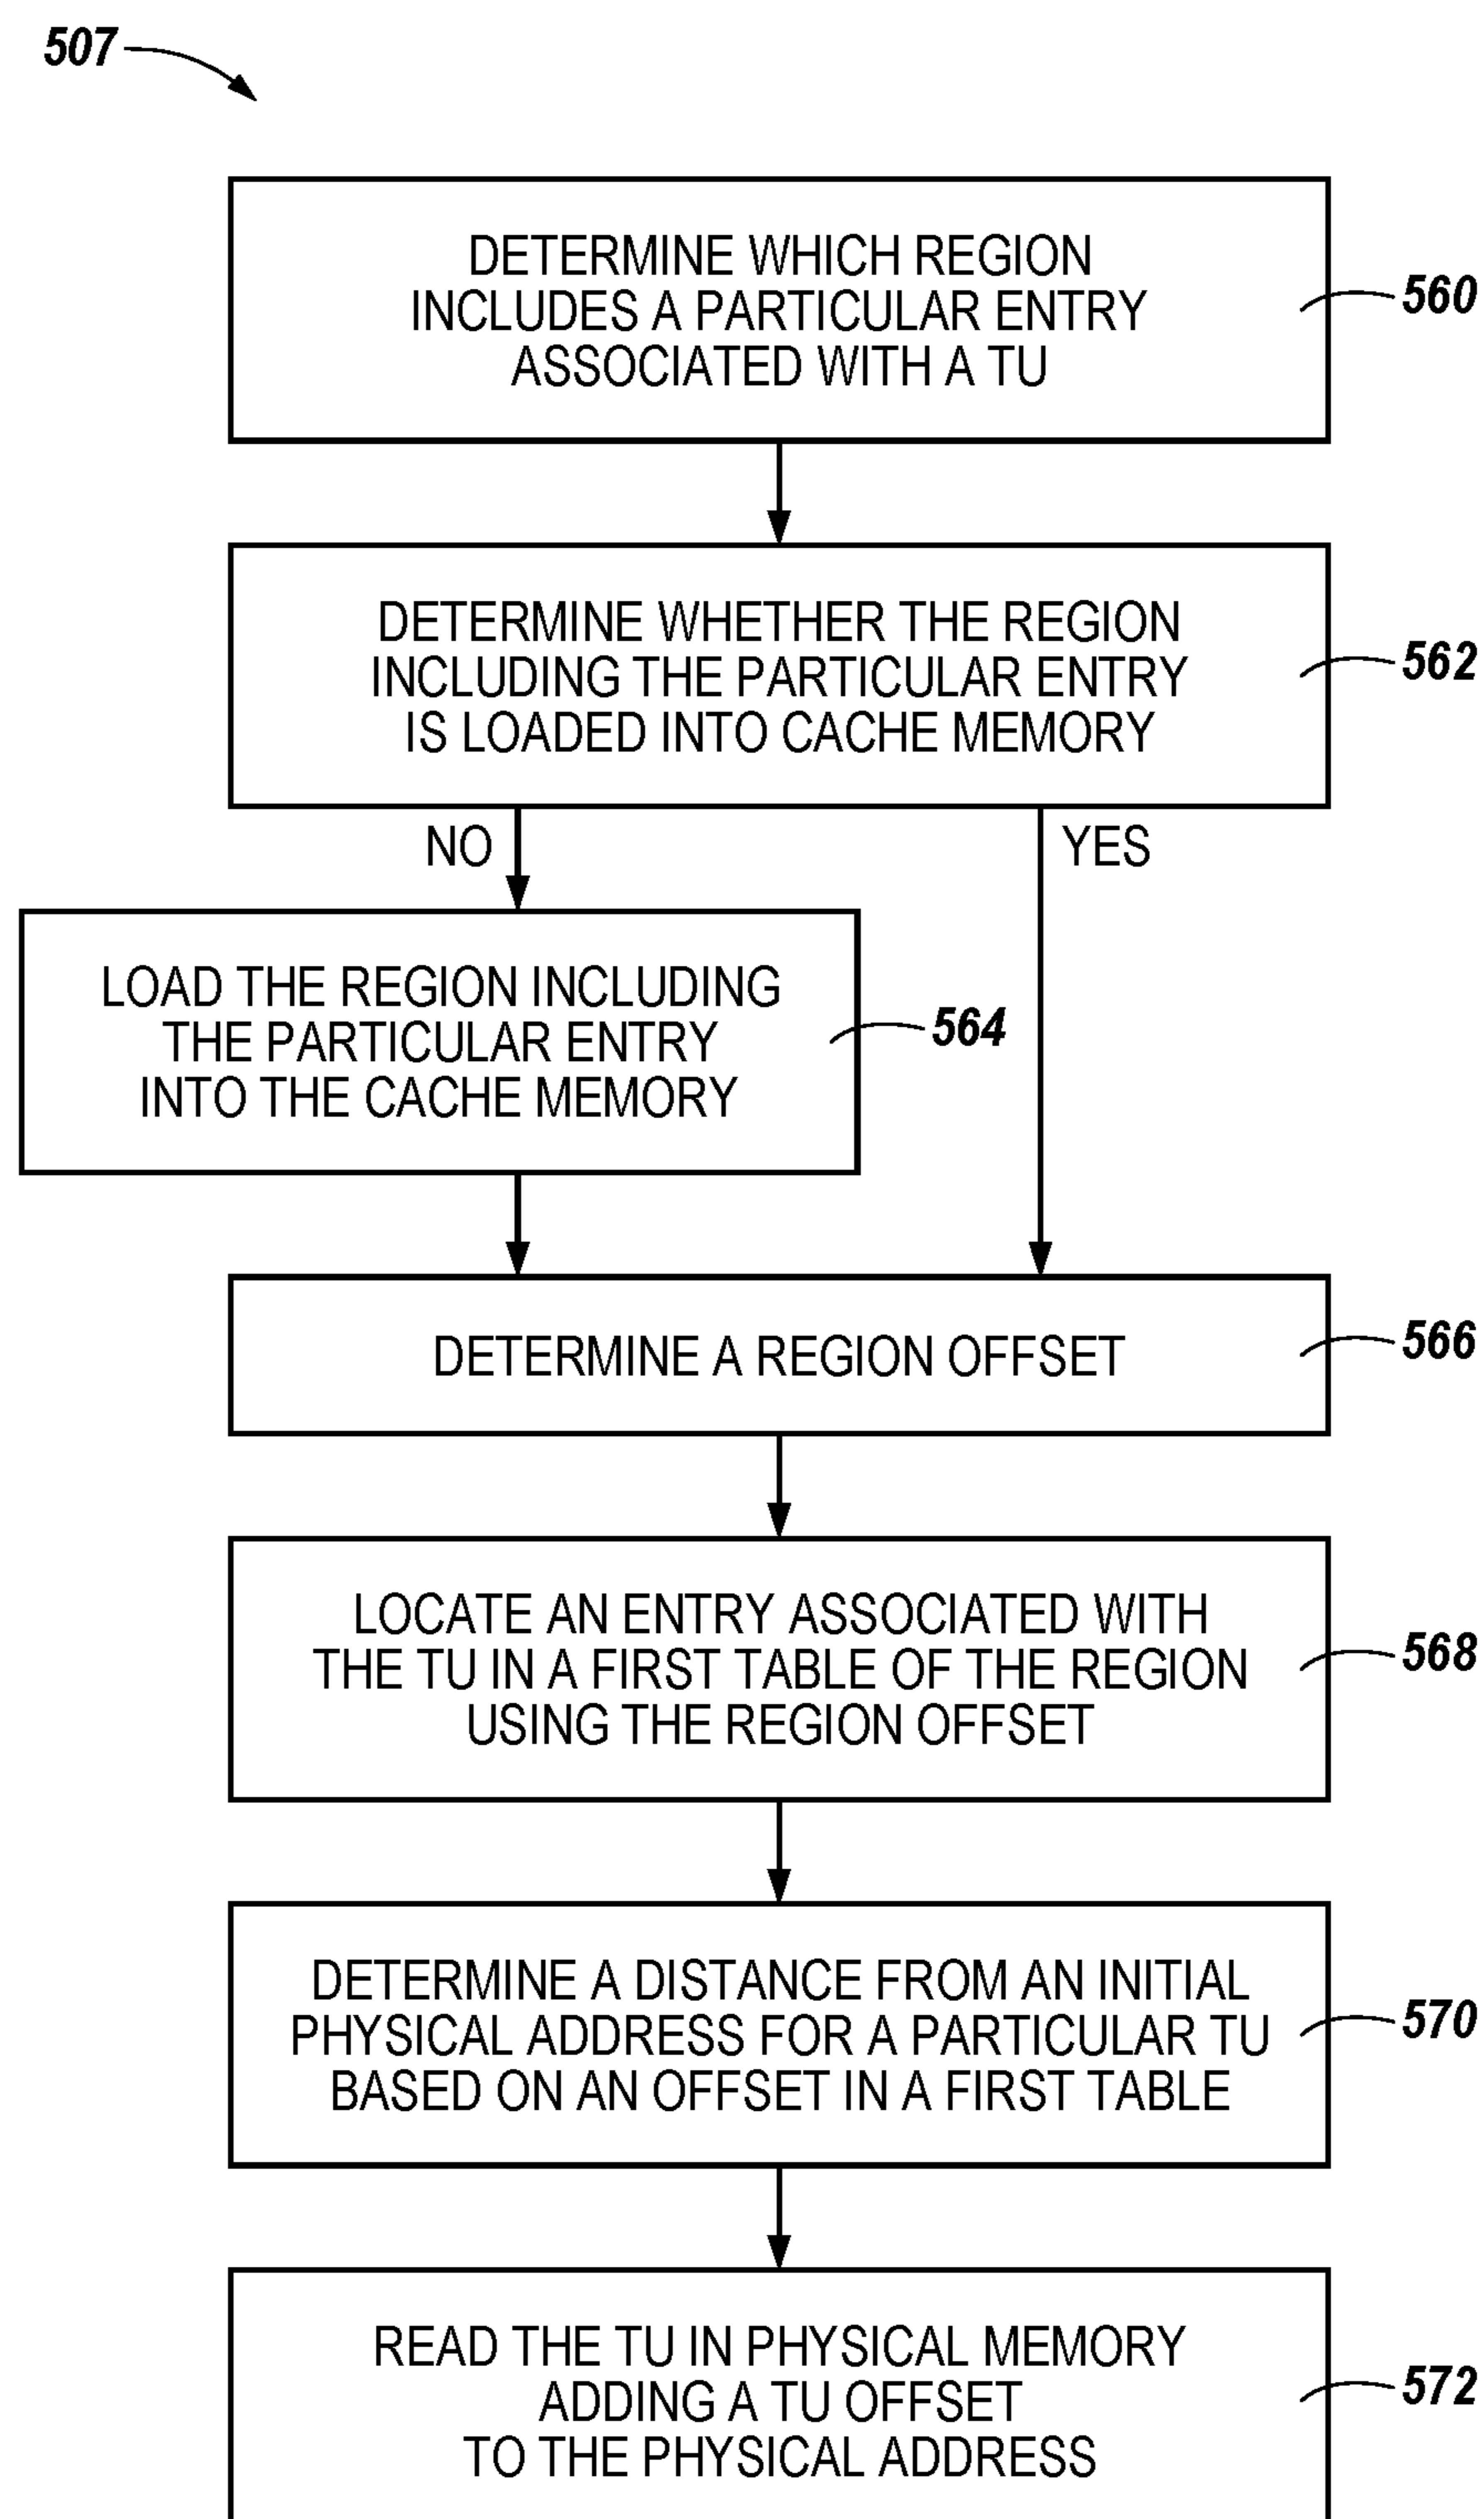 507
DETERMINE WHICH REGION
INCLUDES A PARTICULAR ENTRY
ASSOCIATED WITH A TU
560
DETERMINE WHETHER THE REGION
INCLUDING THE PARTICULAR ENTRY
IS LOADED INTO CACHE MEMORY
562
NO
YES
LOAD THE REGION INCLUDING
THE PARTICULAR ENTRY
INTO THE CACHE MEMORY
564
DETERMINE A REGION OFFSET
566
LOCATE AN ENTRY ASSOCIATED WITH
THE TU IN A FIRST TABLE OF THE REGION
USING THE REGION OFFSET
568
DETERMINE A DISTANCE FROM AN INITIAL
PHYSICAL ADDRESS FOR A PARTICULAR TU
BASED ON AN OFFSET IN A FIRST TABLE
570
READ THE TU IN PHYSICAL MEMORY
ADDING A TU OFFSET
TO THE PHYSICAL ADDRESS
572